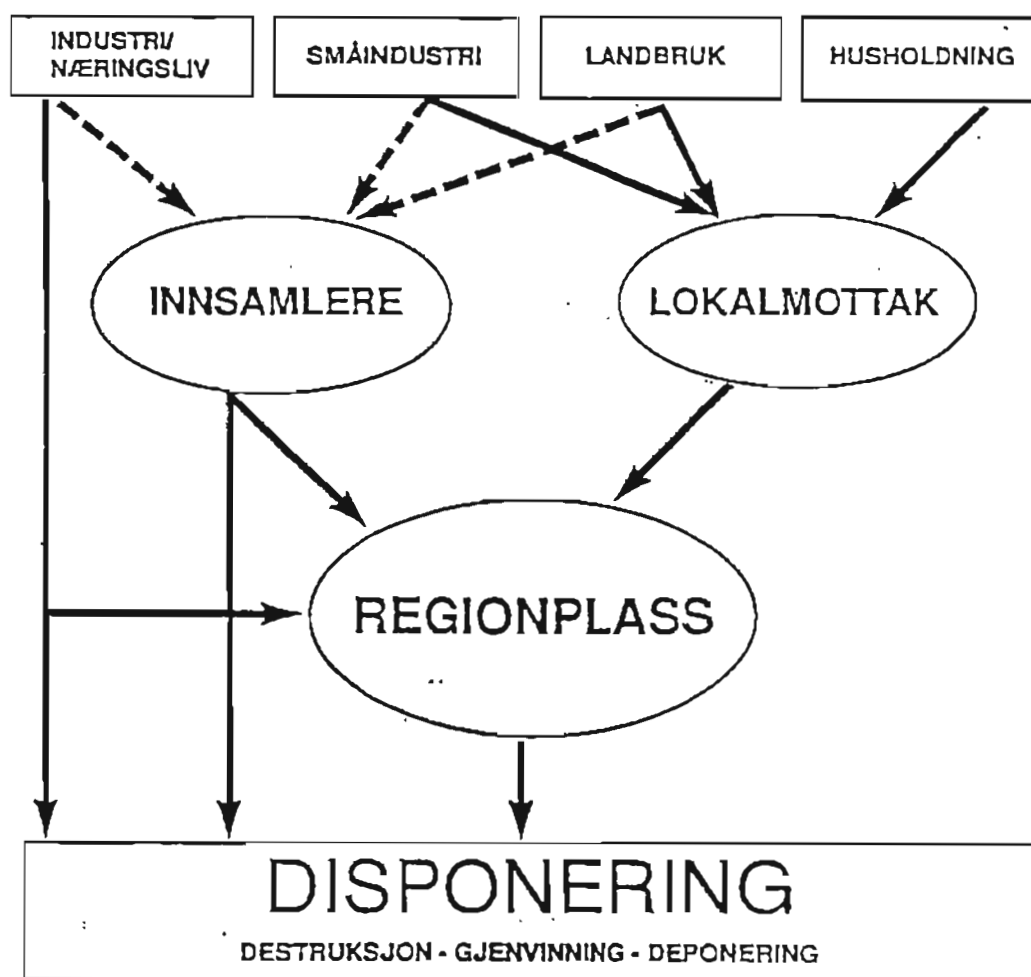 INDUSTRI/
NÆRINGSLIV
SMÅINDUSTRI
LANDBRUK
HUSHOLDNING
INNSAMLERE
LOKALMOTTAK
REGIONPLASS
DISPONERING
DESTRUKSJON - GJENVINNING - DEPONERING